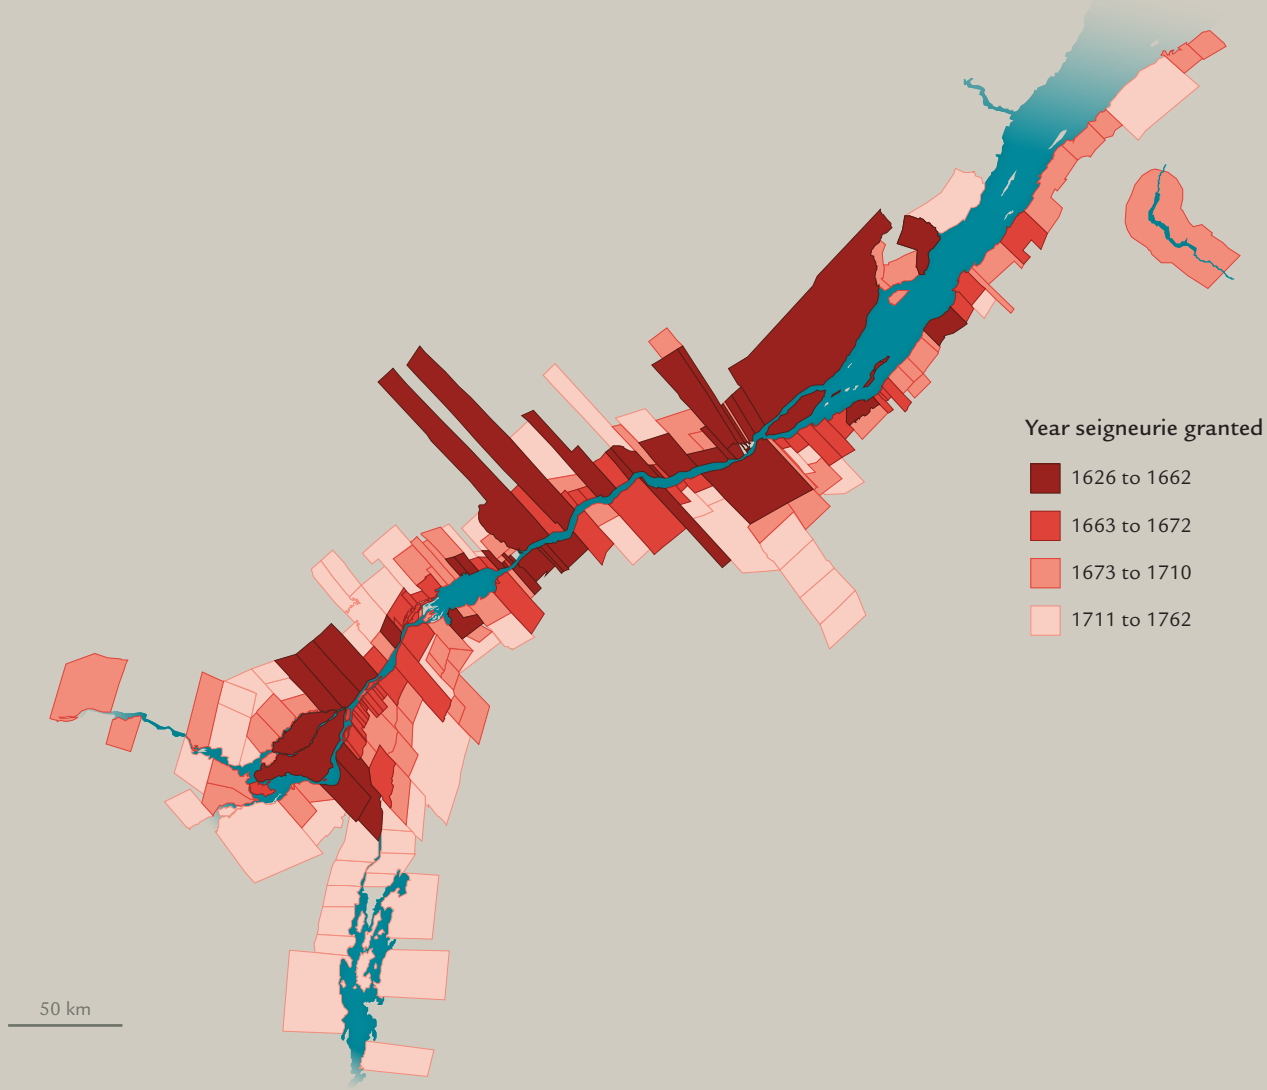 Year seigneurie granted
1626 to 1662
1663 to 1672
1673 to 1710
1711 to 1762
50 km